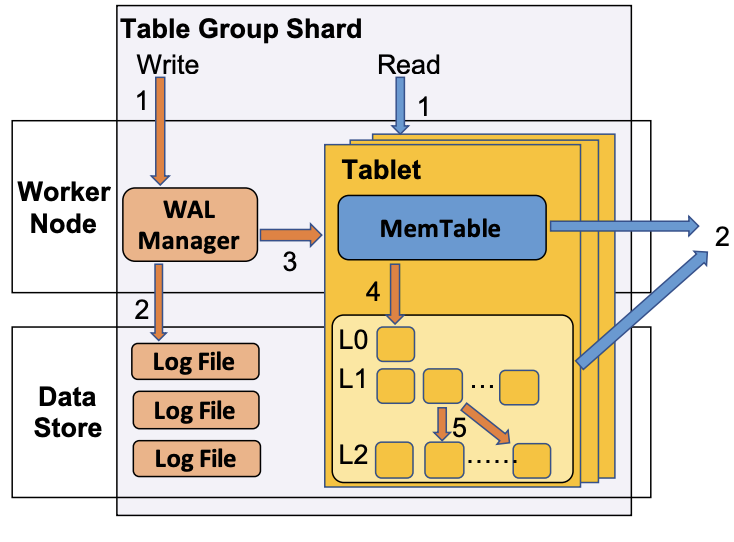 Table Group Shard
Write
Read
1
1
Worker
Node
Tablet
WAL
Manager
MemTable
2
3
4
2
Log File
Log File
Log File
Data
Store
L0
L1
...
5
L2
......